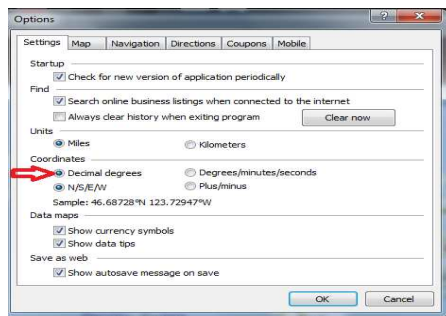 Options
Settings Map Navigation Directions Coupons Mobile
Startup
Check for new version of application periodically
Find
Search online business listings when connected to the internet
Always clear history when exiting program Clear now
Units
Miles Kilometers
Coordinates
Decimal degrees Degrees/minutes/seconds
N/S/E/W Plus/minus
Sample: 46.68728°N 123.72947°W
Data maps
Show currency symbols
Show data tips
Save as web
Show autosave message on save
OK Cancel